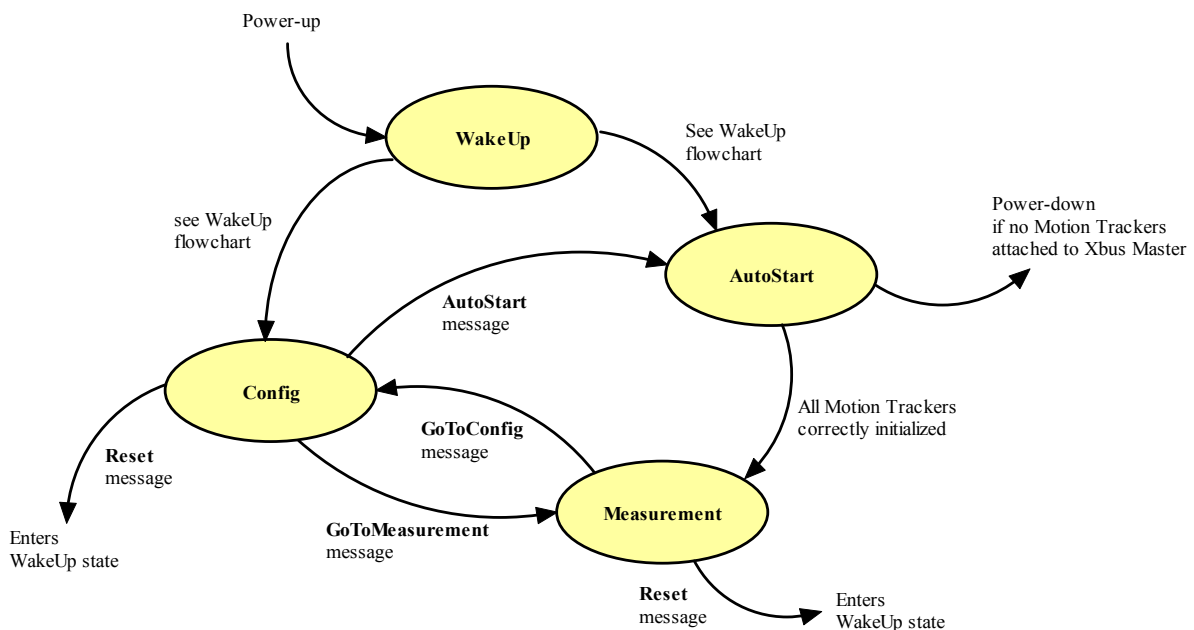 Power-up
WakeUp
See WakeUp
flowchart
see WakeUp
flowchart
Power-down
if no Motion Trackers
attached to Xbus Master
AutoStart
AutoStart
message
Config
GoToConfig
message
All Motion Trackers
correctly initialized
Reset
message
Measurement
GoToMeasurement
message
Enters
WakeUp state
Reset
message
Enters
WakeUp state